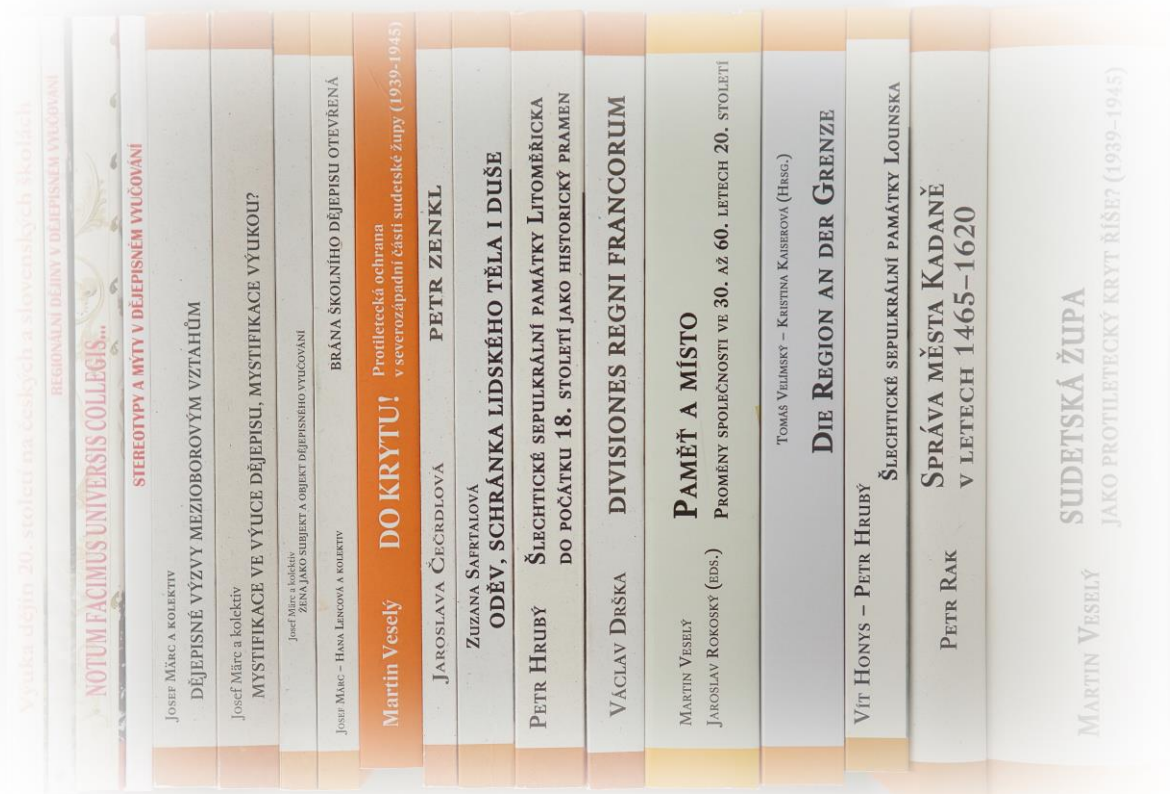 výuka dějin 20. století na českých a slovenských školách
REGIONÁLNÍ DĚJINY V DĚJEPISNÉM VYUČOVÁNÍ
NOTUM FACIMUS UNIVERSIS COLLEGIS...
STEREOTYPY A MÝTY V DĚJEPISNÉM VYUČOVÁNÍ
JOSEF MÄRC A KOLEKTIV
DĚJEPISNÉ VÝZVY MEZIOBOROVÝM VZTAHŮM
Josef Märc a kolektiv
MYSTIFIKACE VE VÝUCE DĚJEPISU, MYSTIFIKACE VÝUKOU?
Josef Märc a kolektiv
ŽENA JAKO SUBJEKT A OBJEKT DĚJEPISNÉHO VYUČOVÁNÍ
JOSEF MÄRC – HANA LENCOVÁ A KOLEKTIV
BRÁNA ŠKOLNÍHO DĚJEPISU OTEVŘENÁ
Martin Veselý
DO KRYTU!
Protiletecká ochrana
v severozápadní části sudetské župy (1939-1945)
JAROSLAVA ČEČRDLOVÁ
PETR ZENKL
ZUZANA SAFRTALOVÁ
ODĚV, SCHRÁNKA LIDSKÉHO TĚLA I DUŠE
PETR HRUBÝ
ŠLECHTICKÉ SEPULKRÁLNÍ PAMÁTKY LITOMĚŘICKA
DO POČÁTKU 18. STOLETÍ JAKO HISTORICKÝ PRAMEN
VÁCLAV DRŠKA
DIVISIONES REGNI FRANCORUM
MARTIN VESELÝ
JAROSLAV ROKOSKÝ (EDS.)
PAMĚŤ A MÍSTO
PROMĚNY SPOLEČNOSTI VE 30. AŽ 60. LETECH 20. STOLETÍ
TOMÁŠ VELÍMSKÝ – KRISTINA KAISEROVÁ (HRSG.)
DIE REGION AN DER GRENZE
VÍT HONYS – PETR HRUBÝ
ŠLECHTICKÉ SEPULKRÁLNÍ PAMÁTKY LOUNSKA
PETR RAK
SPRÁVA MĚSTA KADANĚ
V LETECH 1465–1620
MARTIN VESELÝ
SUDETSKÁ ŽUPA
JAKO PROTILETECKÝ KRYT ŘÍŠE? (1939–1945)